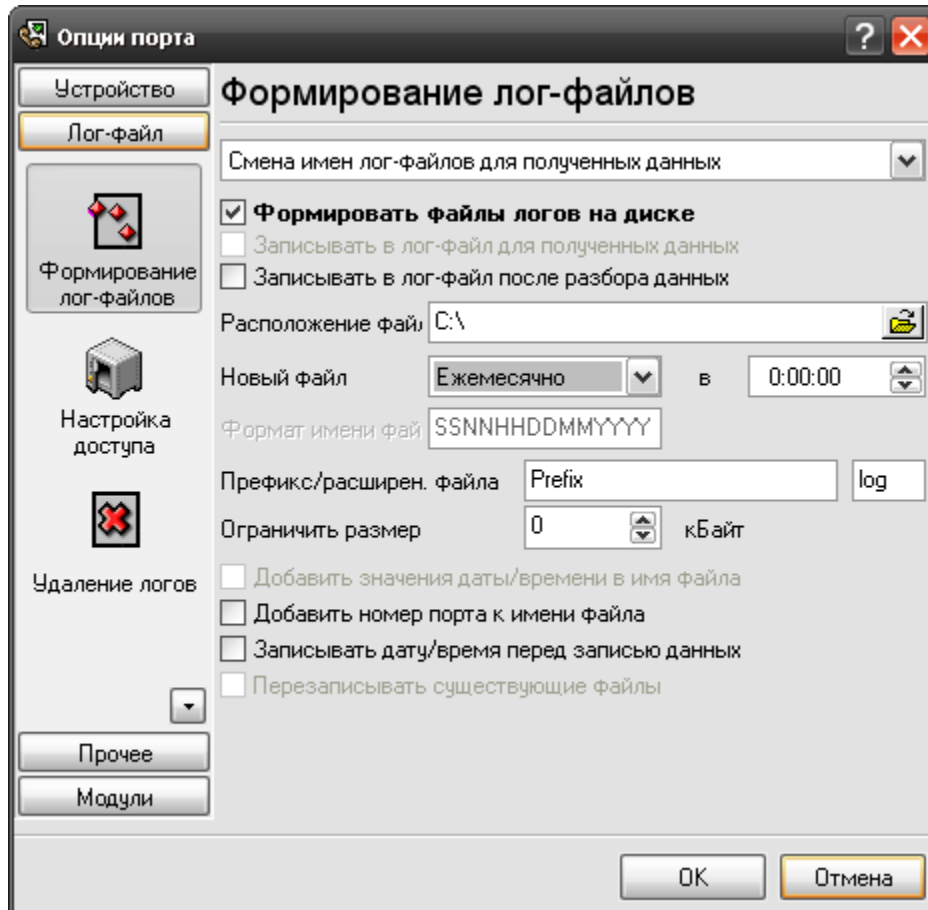 Опции порта
Устройство
Лог-файл
Формирование
лог-файлов
Настройка
доступа
Удаление логов
Прочее
Модули
Формирование лог-файлов
Смена имен лог-файлов для полученных данных
Формировать файлы логов на диске
Записывать в лог-файл для полученных данных
Записывать в лог-файл после разбора данных
Расположение фай C:\
Новый файл Ежемесячно в 0:00:00
Формат имени фай SSNNHHDDMMYYYY
Префикс/расширен. файла Prefix log
Ограничить размер 0 кБайт
Добавить значения даты/времени в имя файла
Добавить номер порта к имени файла
Записывать дату/время перед записью данных
Перезаписывать существующие файлы
OK Отмена